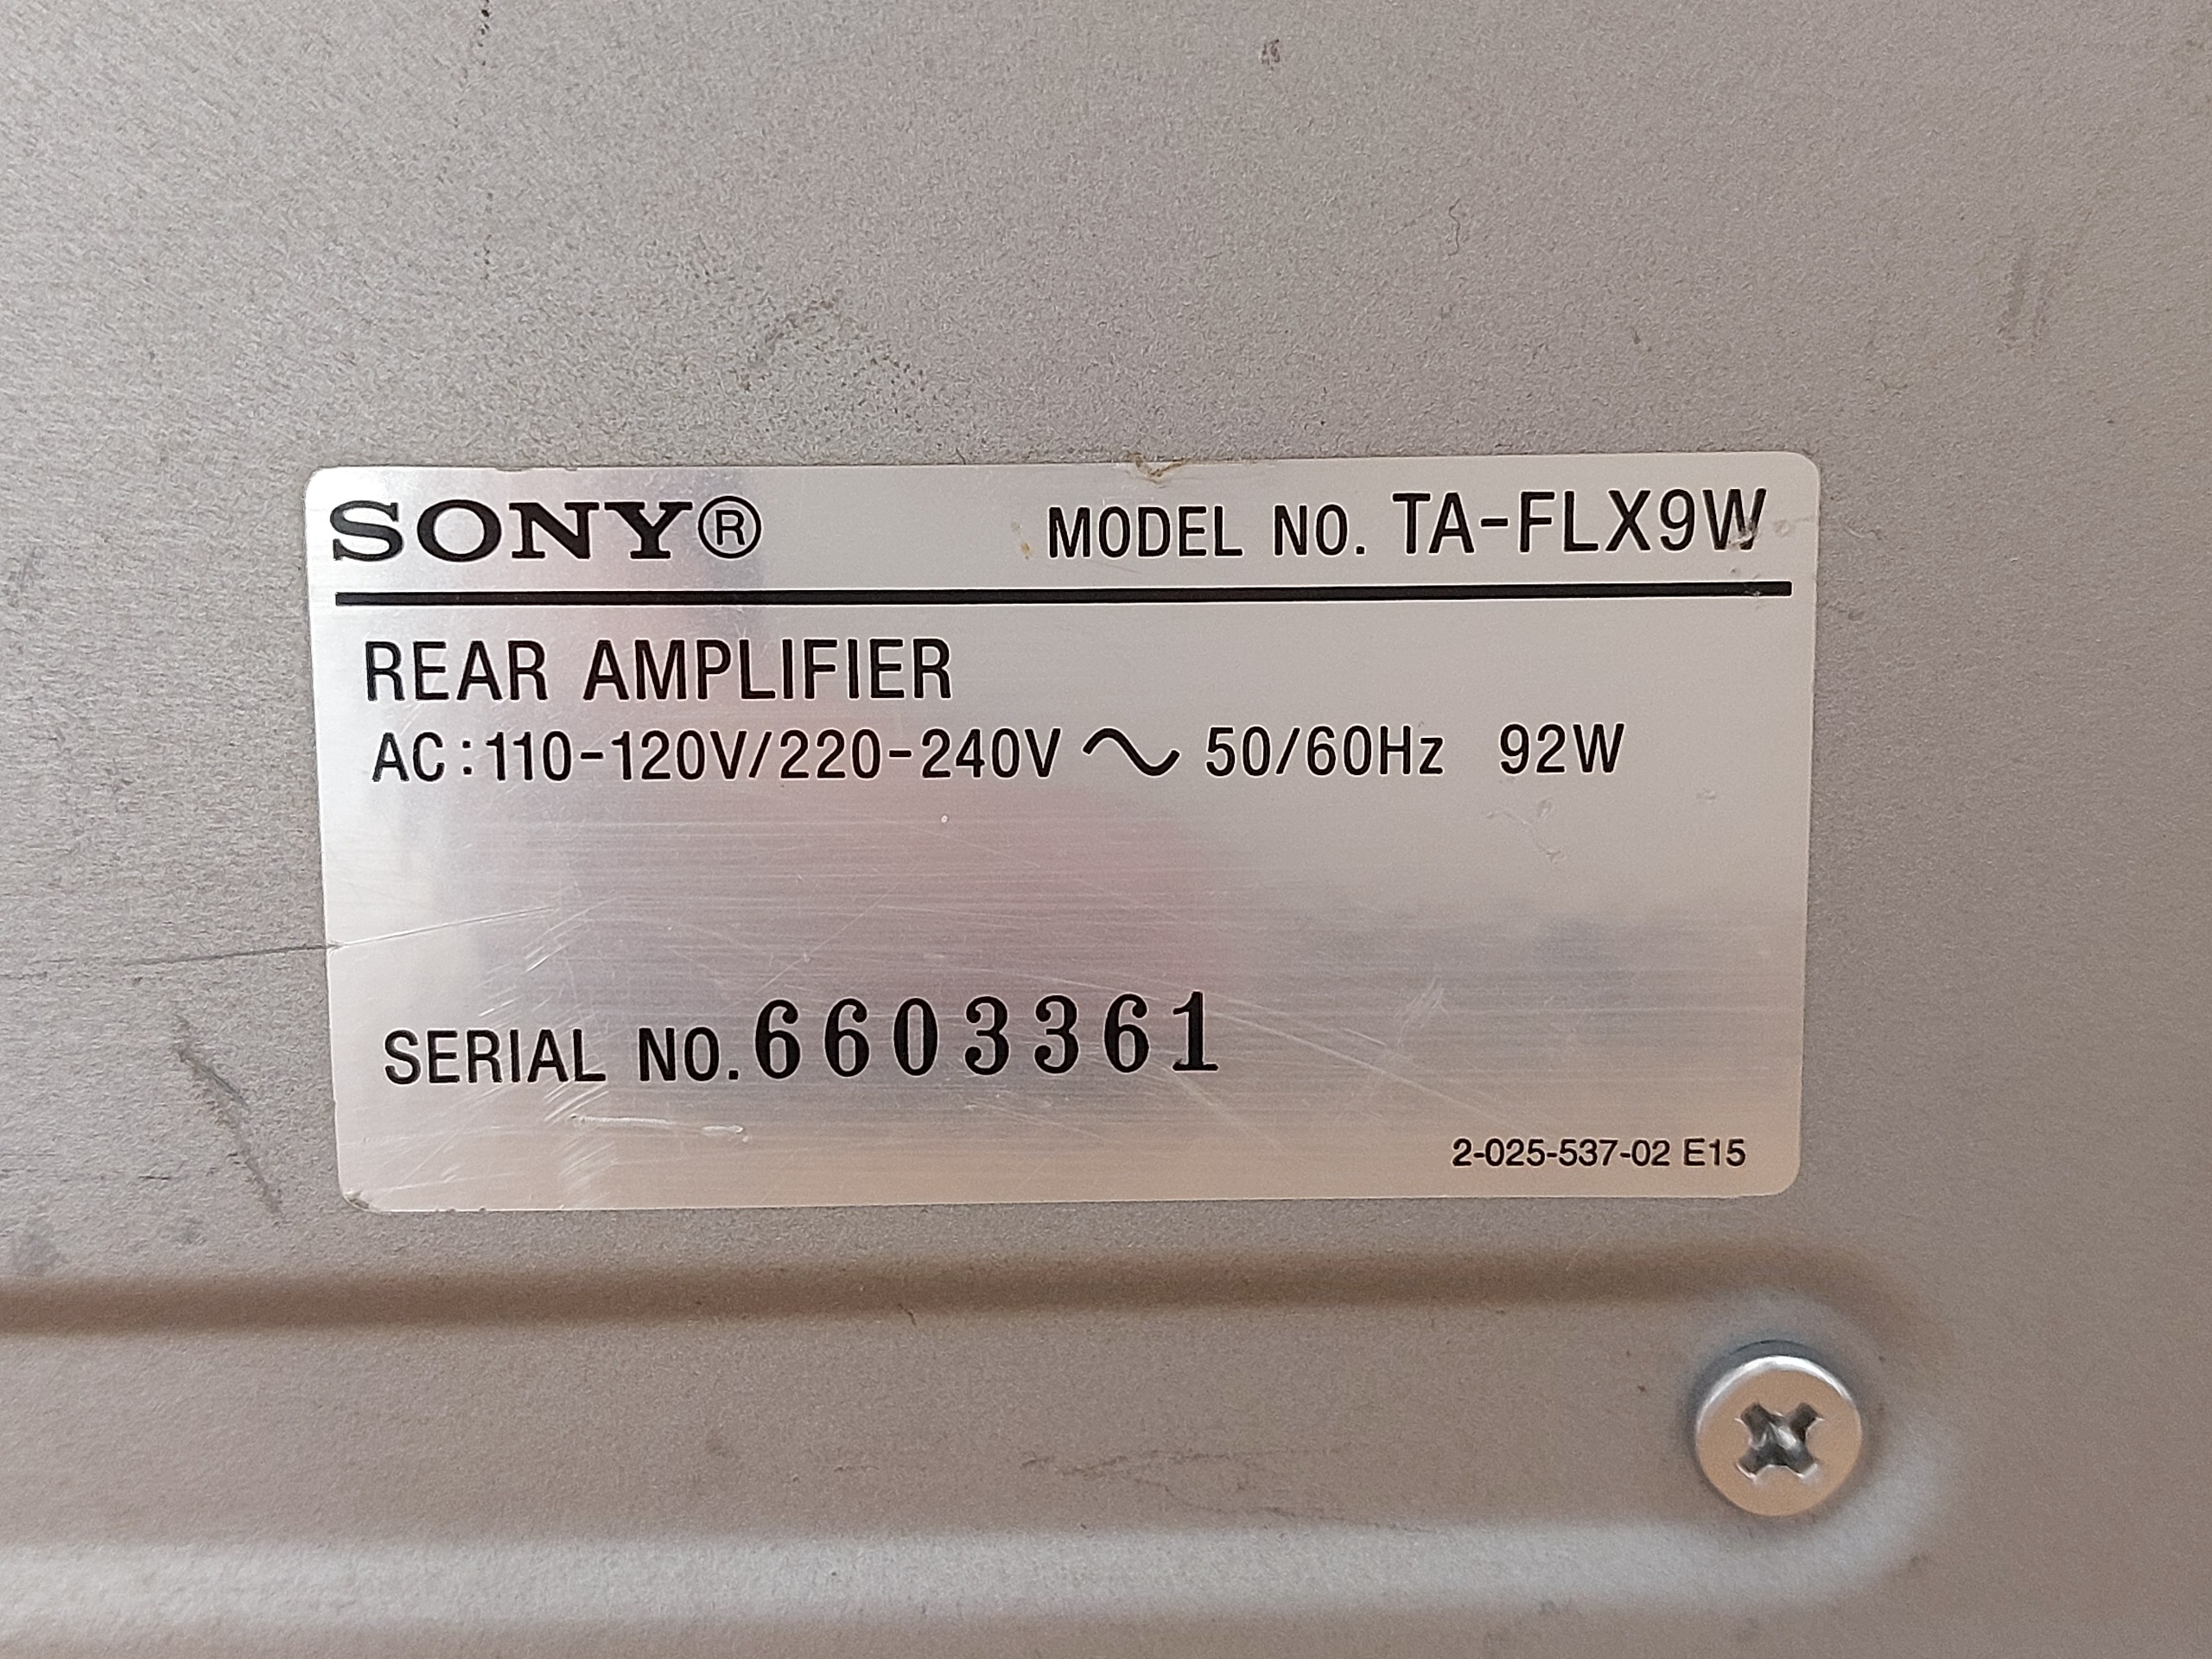 SONY® MODEL NO. TA-FLX9W
REAR AMPLIFIER
AC:110-120V/220-240V ∿ 50/60Hz 92W
SERIAL NO. 6603361
2-025-537-02 E15